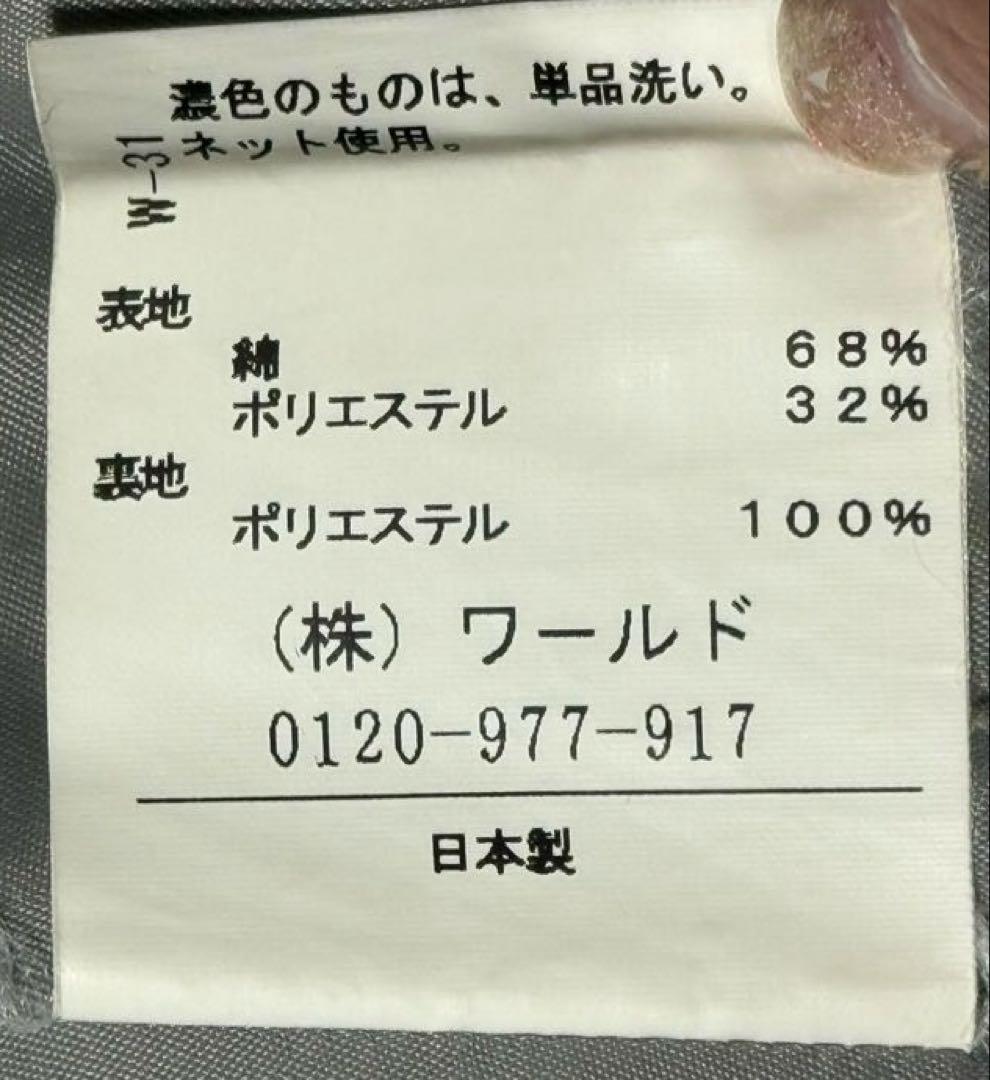 濃色のものは、単品洗い。
ネット使用。
W-31
表地
綿 68%
ポリエステル 32%
裏地
ポリエステル 100%
(株)ワールド
0120-977-917
日本製